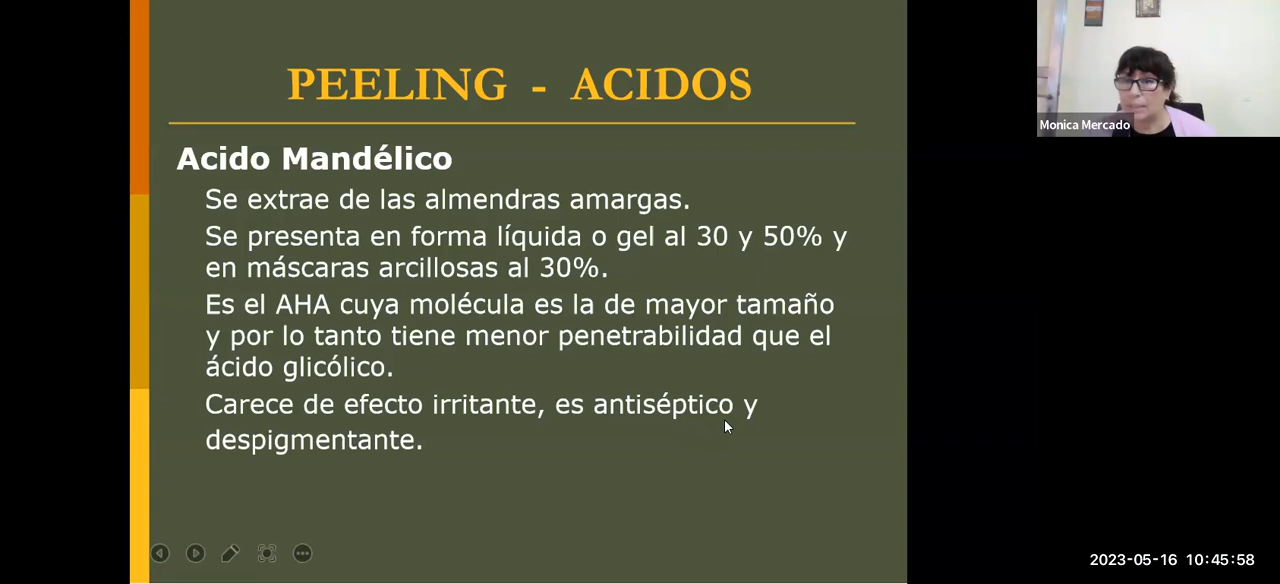 PEELING - ACIDOS
Acido Mandélico
Se extrae de las almendras amargas.
Se presenta en forma líquida o gel al 30 y 50% y
en máscaras arcillosas al 30%.
Es el AHA cuya molécula es la de mayor tamaño
y por lo tanto tiene menor penetrabilidad que el
ácido glicólico.
Carece de efecto irritante, es antiséptico y
despigmentante.
Monica Mercado
2023-05-16 10:45:58